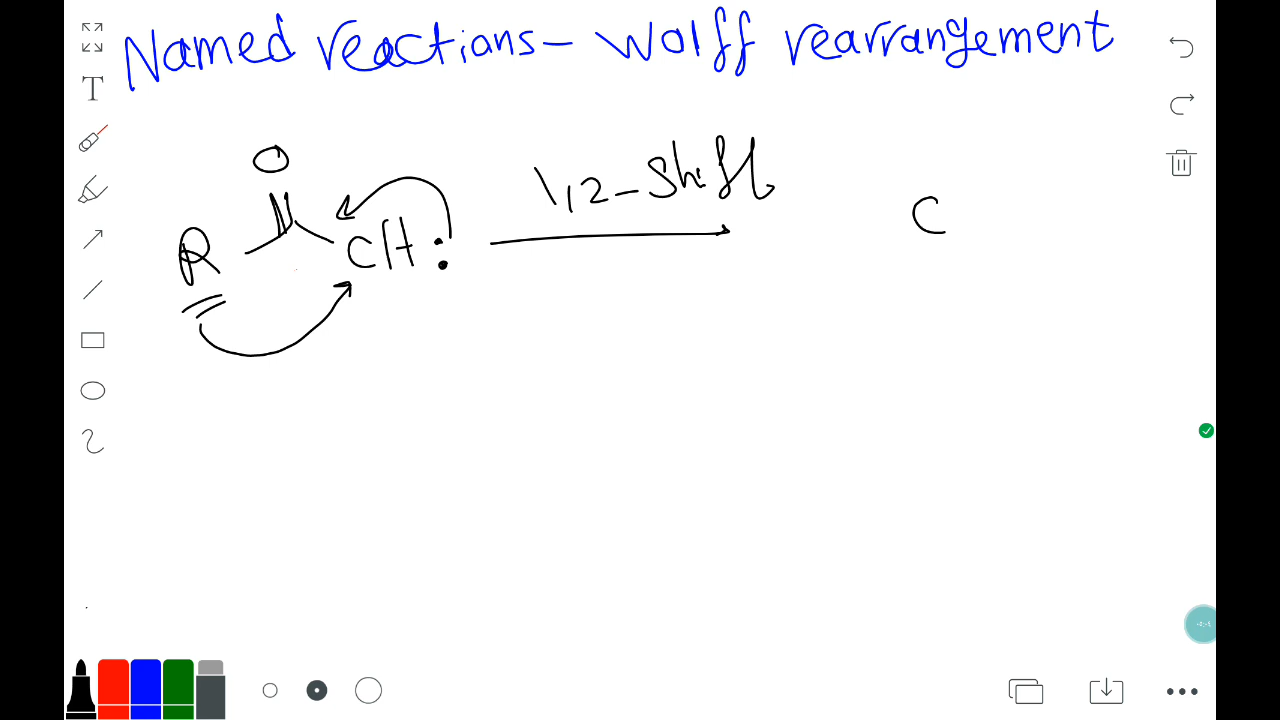 Named reactions - Wolff rearrangement
O
1,2-shift
R CH:
C
T